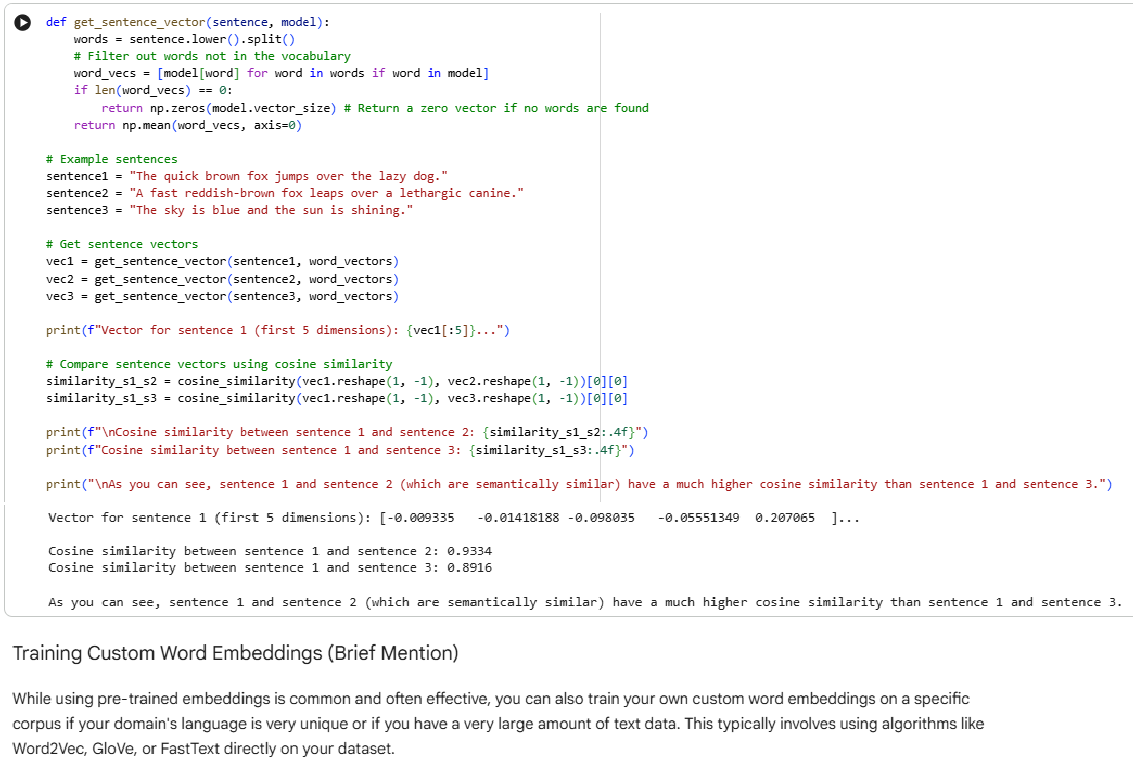 def get_sentence_vector(sentence, model):
    words = sentence.lower().split()
    # Filter out words not in the vocabulary
    word_vecs = [model[word] for word in words if word in model]
    if len(word_vecs) == 0:
        return np.zeros(model.vector_size) # Return a zero vector if no words are found
    return np.mean(word_vecs, axis=0)

# Example sentences
sentence1 = "The quick brown fox jumps over the lazy dog."
sentence2 = "A fast reddish-brown fox leaps over a lethargic canine."
sentence3 = "The sky is blue and the sun is shining."

# Get sentence vectors
vec1 = get_sentence_vector(sentence1, word_vectors)
vec2 = get_sentence_vector(sentence2, word_vectors)
vec3 = get_sentence_vector(sentence3, word_vectors)

print(f"Vector for sentence 1 (first 5 dimensions): {vec1[:5]}...")

# Compare sentence vectors using cosine similarity
similarity_s1_s2 = cosine_similarity(vec1.reshape(1, -1), vec2.reshape(1, -1))[0][0]
similarity_s1_s3 = cosine_similarity(vec1.reshape(1, -1), vec3.reshape(1, -1))[0][0]

print(f"\nCosine similarity between sentence 1 and sentence 2: {similarity_s1_s2:.4f}")
print(f"Cosine similarity between sentence 1 and sentence 3: {similarity_s1_s3:.4f}")

print("\nAs you can see, sentence 1 and sentence 2 (which are semantically similar) have a much higher cosine similarity than sentence 1 and sentence 3.")

Vector for sentence 1 (first 5 dimensions): [-0.009335   -0.01418188 -0.098035   -0.05551349  0.207065  ]...

Cosine similarity between sentence 1 and sentence 2: 0.9334
Cosine similarity between sentence 1 and sentence 3: 0.8916

As you can see, sentence 1 and sentence 2 (which are semantically similar) have a much higher cosine similarity than sentence 1 and sentence 3.

Training Custom Word Embeddings (Brief Mention)

While using pre-trained embeddings is common and often effective, you can also train your own custom word embeddings on a specific
corpus if your domain's language is very unique or if you have a very large amount of text data. This typically involves using algorithms like
Word2Vec, GloVe, or FastText directly on your dataset.